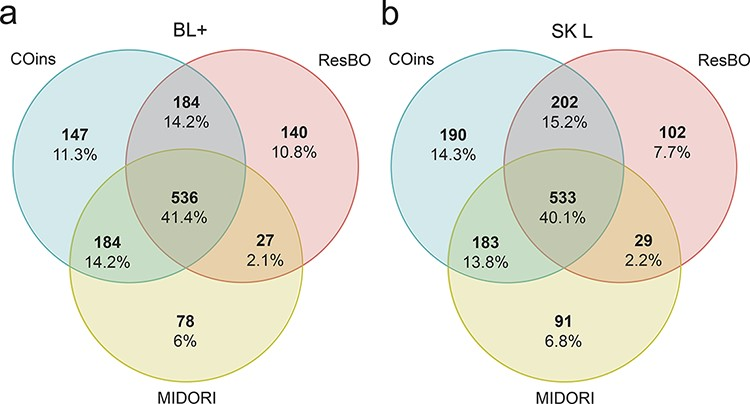 a
BL+
COins
ResBO
184
14.2%
147
11.3%
140
10.8%
536
41.4%
184
14.2%
27
2.1%
78
6%
MIDORI
b
SK L
COins
ResBO
202
15.2%
190
14.3%
102
7.7%
533
40.1%
183
13.8%
29
2.2%
91
6.8%
MIDORI